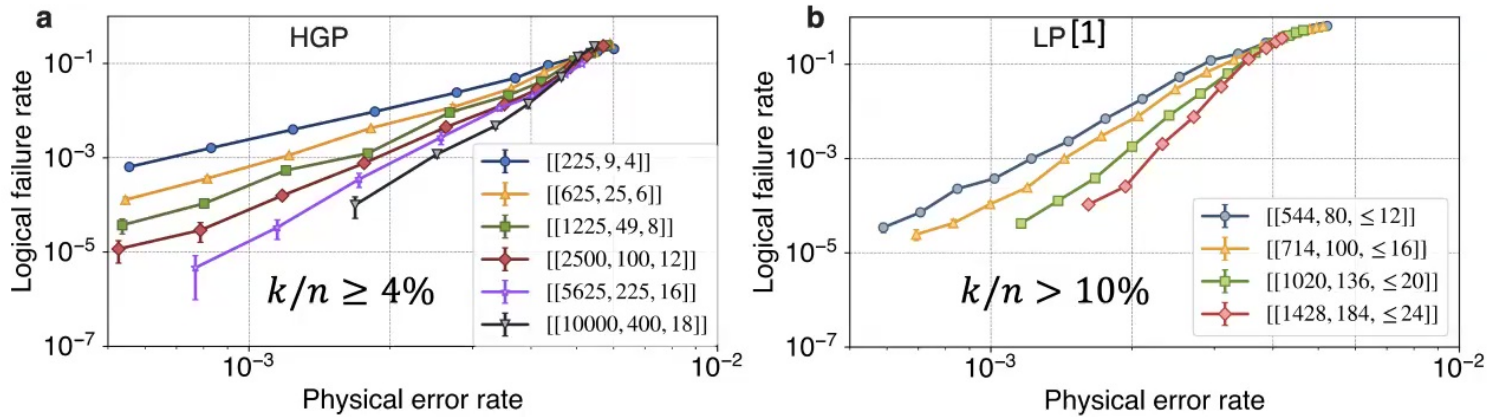 a
HGP
Logical failure rate
10⁻¹
10⁻³
10⁻⁵
10⁻⁷
[[225, 9, 4]]
[[625, 25, 6]]
[[1225, 49, 8]]
[[2500, 100, 12]]
[[5625, 225, 16]]
[[10000, 400, 18]]
k/n ≥ 4%
10⁻³
10⁻²
Physical error rate
b
LP [1]
Logical failure rate
10⁻¹
10⁻³
10⁻⁵
10⁻⁷
[[544, 80, ≤12]]
[[714, 100, ≤16]]
[[1020, 136, ≤20]]
[[1428, 184, ≤24]]
k/n > 10%
10⁻³
10⁻²
Physical error rate